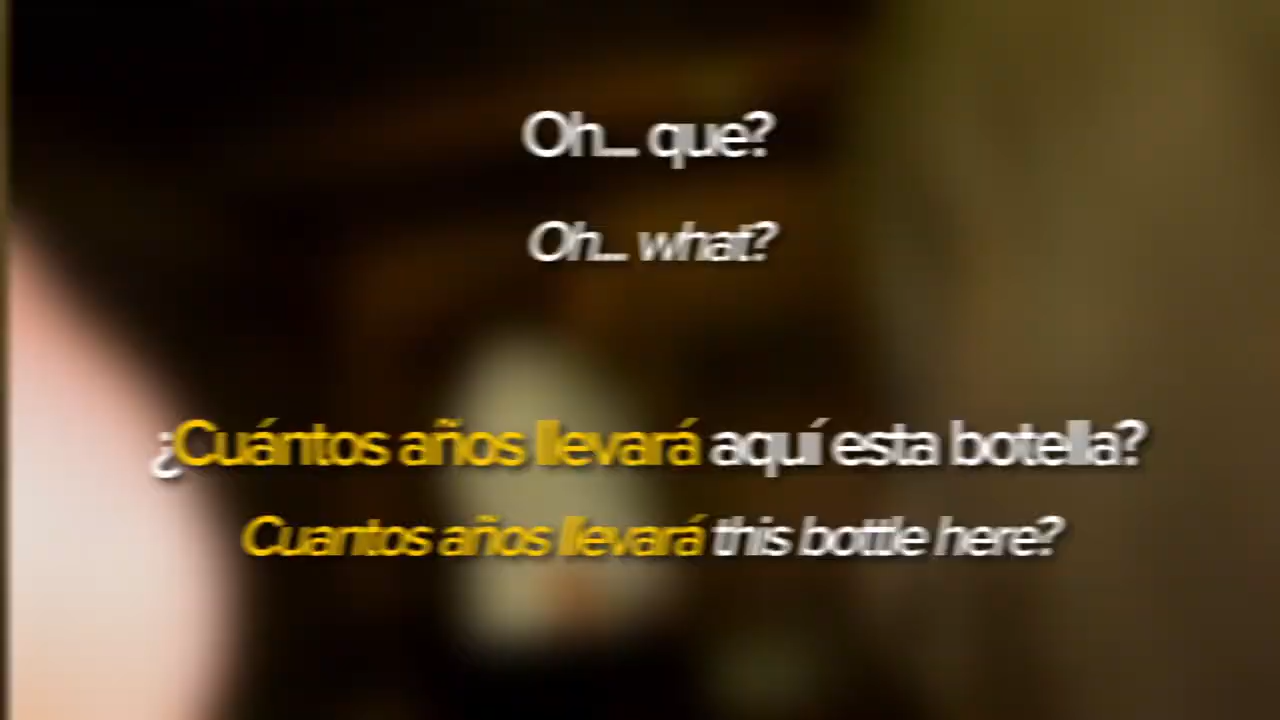 Oh... que?
Oh... what?
¿Cuántos años llevará aquí esta botella?
Cuantos años llevará this bottle here?